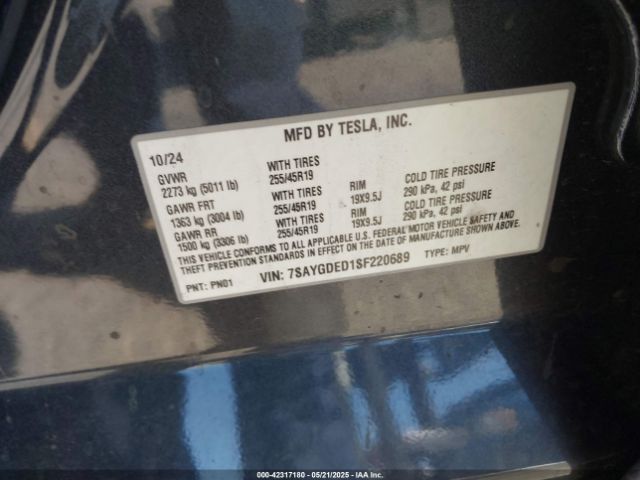 MFD BY TESLA, INC.
10/24
GVWR WITH TIRES
2273 kg (5011 lb) 255/45R19 RIM COLD TIRE PRESSURE
GAWR FRT WITH TIRES 19X9.5J 290 kPa, 42 psi
1363 kg (3004 lb) 255/45R19 RIM COLD TIRE PRESSURE
GAWR RR WITH TIRES 19X9.5J 290 kPa, 42 psi
1500 kg (3306 lb) 255/45R19
THIS VEHICLE CONFORMS TO ALL APPLICABLE U.S. FEDERAL MOTOR VEHICLE SAFETY AND
THEFT PREVENTION STANDARDS IN EFFECT ON THE DATE OF MANUFACTURE SHOWN ABOVE.
PNT: PN01 VIN: 7SAYGDED1SF220689 TYPE: MPV
000-42317180 - 05/21/2025 - IAAI.COM